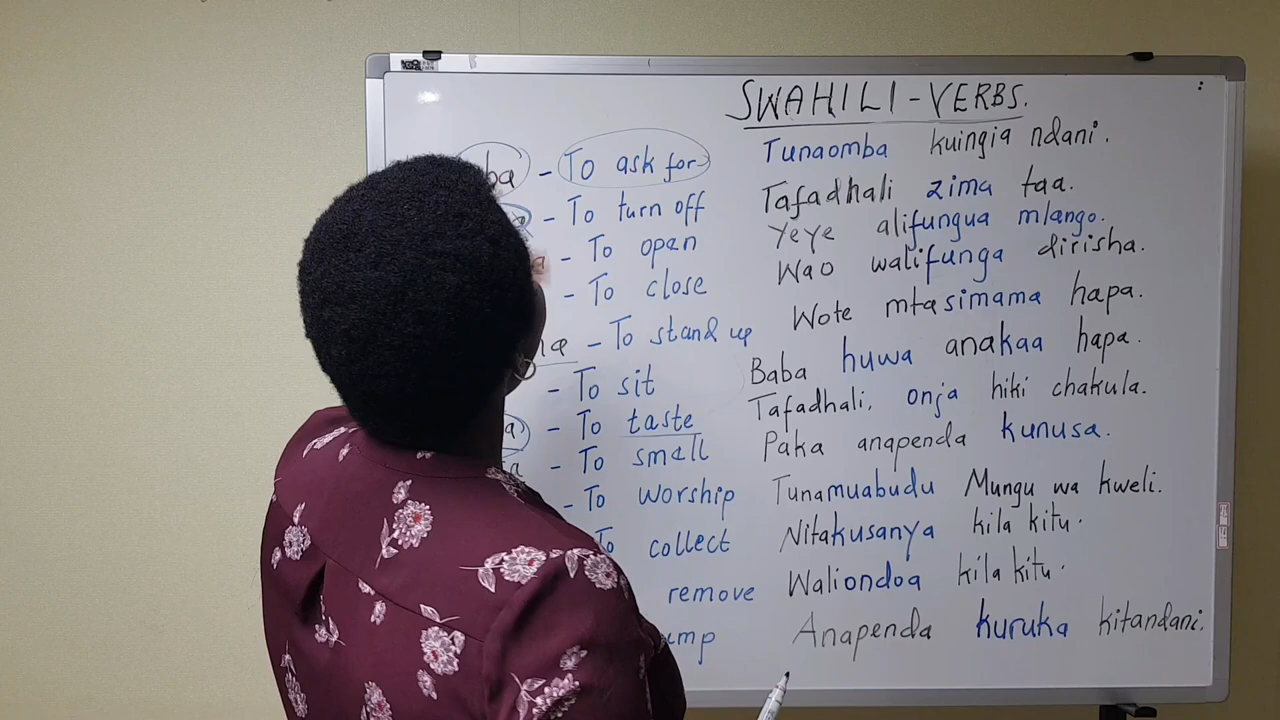 SWAHILI-VERBS.
ba - To ask for Tunaomba kuingia ndani.
- To turn off Tafadhali zima taa.
- To open Yeye alifungua mlango.
- To close Wao walifunga dirisha.
- To stand up Wote mtasimama hapa.
- To sit Baba huwa anakaa hapa.
- To taste Tafadhali, onja hiki chakula.
- To smell Paka anapenda kunusa.
- To worship Tunamuabudu Mungu wa kweli.
To collect Nitakusanya kila kitu.
remove Waliondoa kila kitu.
Anapenda kuruka kitandani.